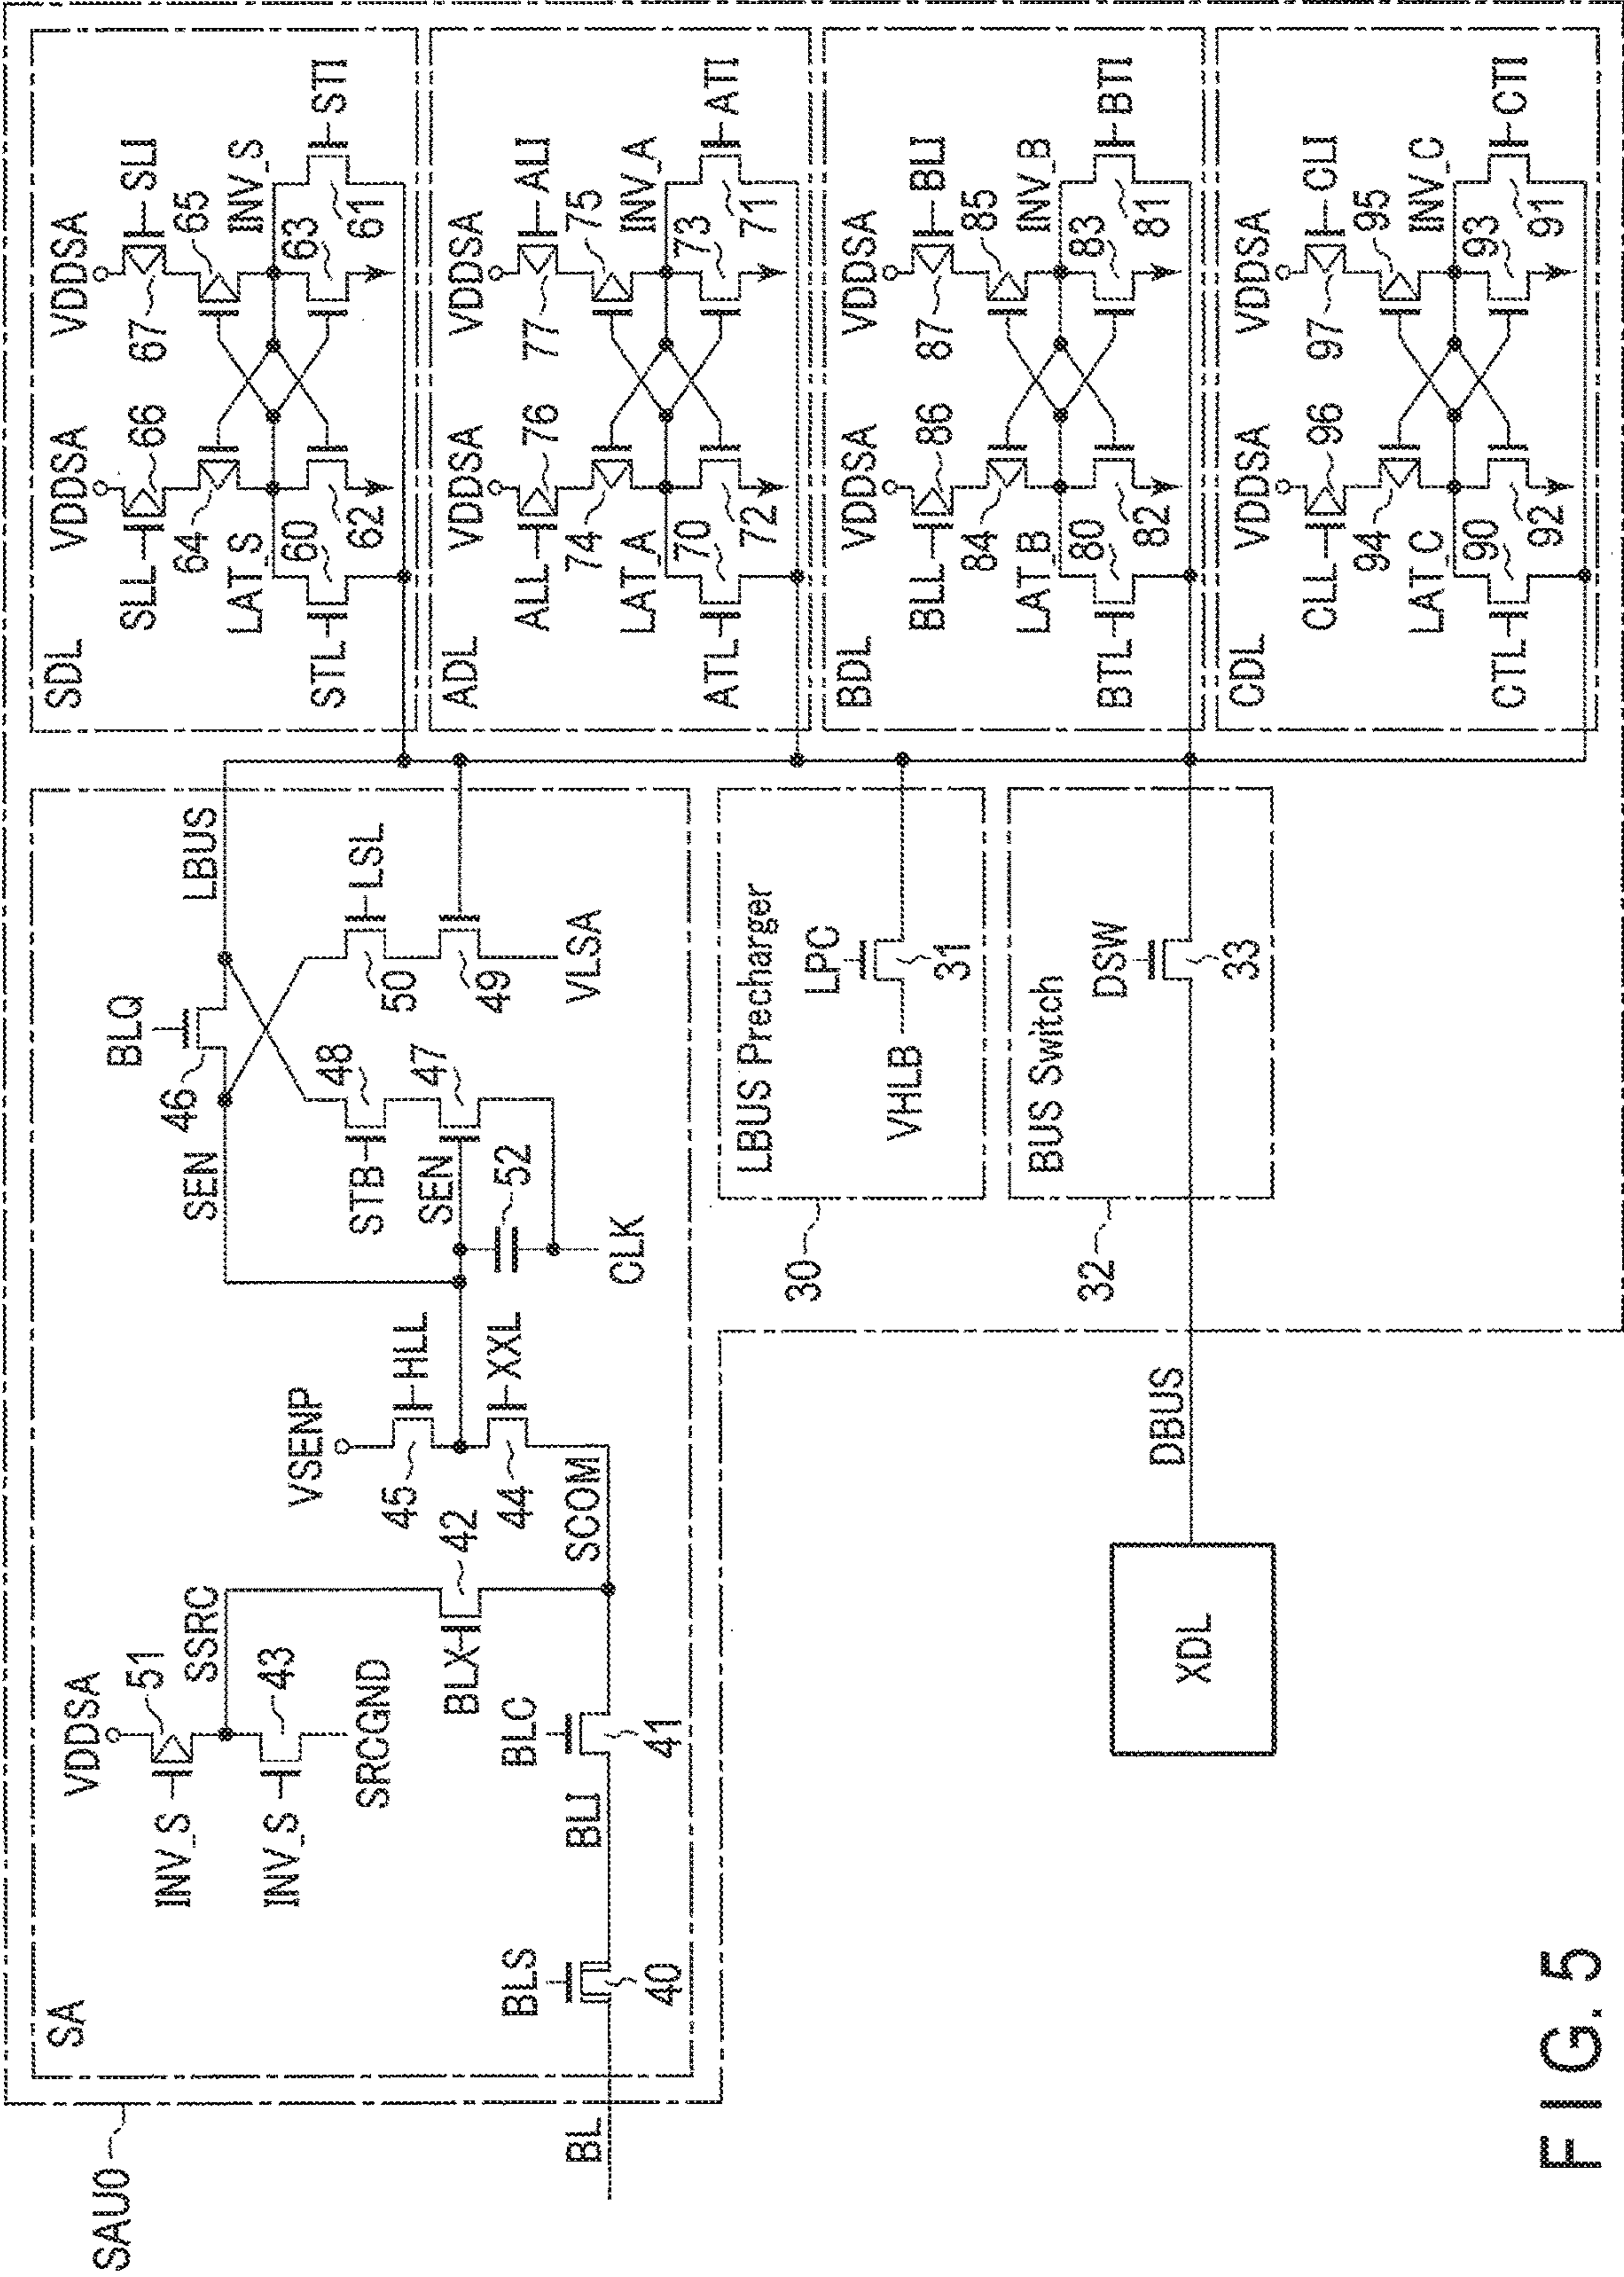 SAU0
SA
BL
BLS
40
BLI
BLC
41
VDDSA
INV_S
51
SSRC
INV_S
43
SRCGND
BLX
42
SCOM
VSENP
45
HLL
44
XXL
SEN
46
BLQ
LBUS
STB
48
SEN
47
52
CLK
50
LSL
49
VLSA
30
LBUS Precharger
LPC
VHLB
31
32
BUS Switch
DSW
33
DBUS
XDL
SDL
VDDSA
VDDSA
SLL
66
67
SLI
64
65
LAT_S
INV_S
60
63
STL
62
61
STI
ADL
VDDSA
VDDSA
ALL
76
77
ALI
74
75
LAT_A
INV_A
70
73
ATL
72
71
ATI
BDL
VDDSA
VDDSA
BLL
86
87
BLI
84
85
LAT_B
INV_B
80
83
BTL
82
81
BTI
CDL
VDDSA
VDDSA
CLL
96
97
CLI
94
95
LAT_C
INV_C
90
93
CTL
92
91
CTI
FIG. 5